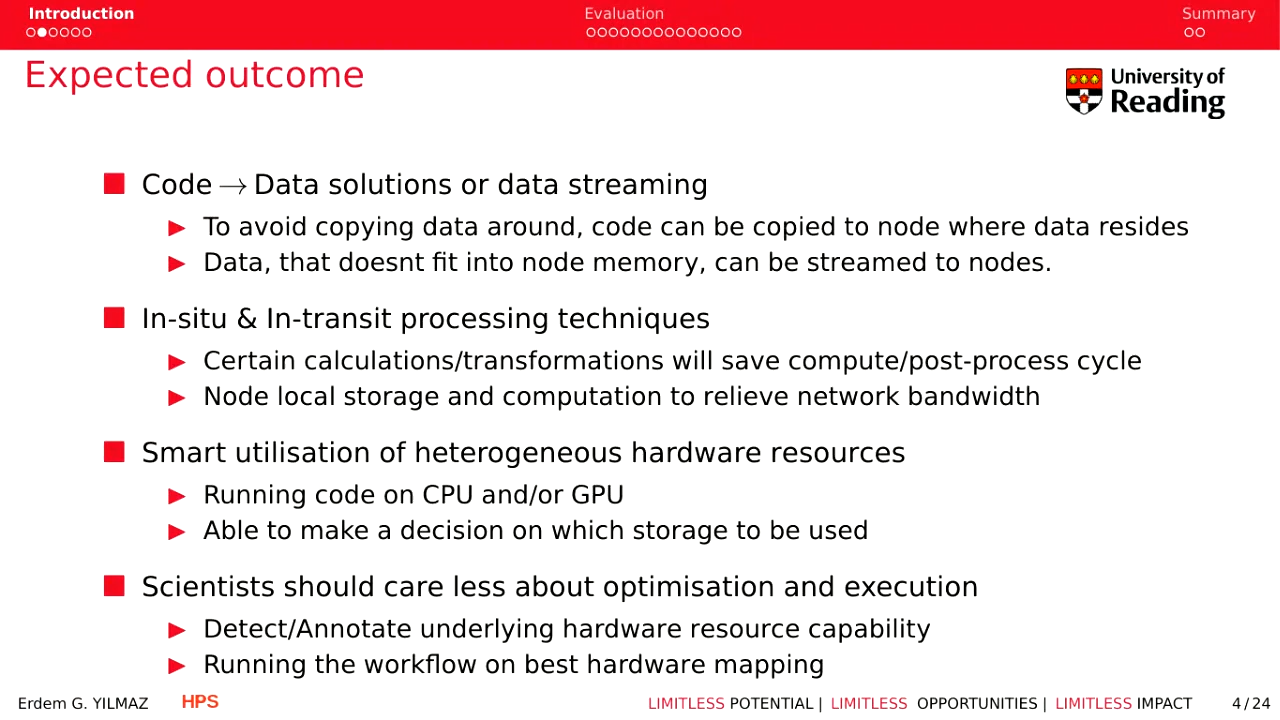 Introduction
Evaluation
Summary
Expected outcome
University of
Reading
Code → Data solutions or data streaming
To avoid copying data around, code can be copied to node where data resides
Data, that doesnt fit into node memory, can be streamed to nodes.
In-situ & In-transit processing techniques
Certain calculations/transformations will save compute/post-process cycle
Node local storage and computation to relieve network bandwidth
Smart utilisation of heterogeneous hardware resources
Running code on CPU and/or GPU
Able to make a decision on which storage to be used
Scientists should care less about optimisation and execution
Detect/Annotate underlying hardware resource capability
Running the workflow on best hardware mapping
Erdem G. YILMAZ HPS LIMITLESS POTENTIAL | LIMITLESS OPPORTUNITIES | LIMITLESS IMPACT 4/24